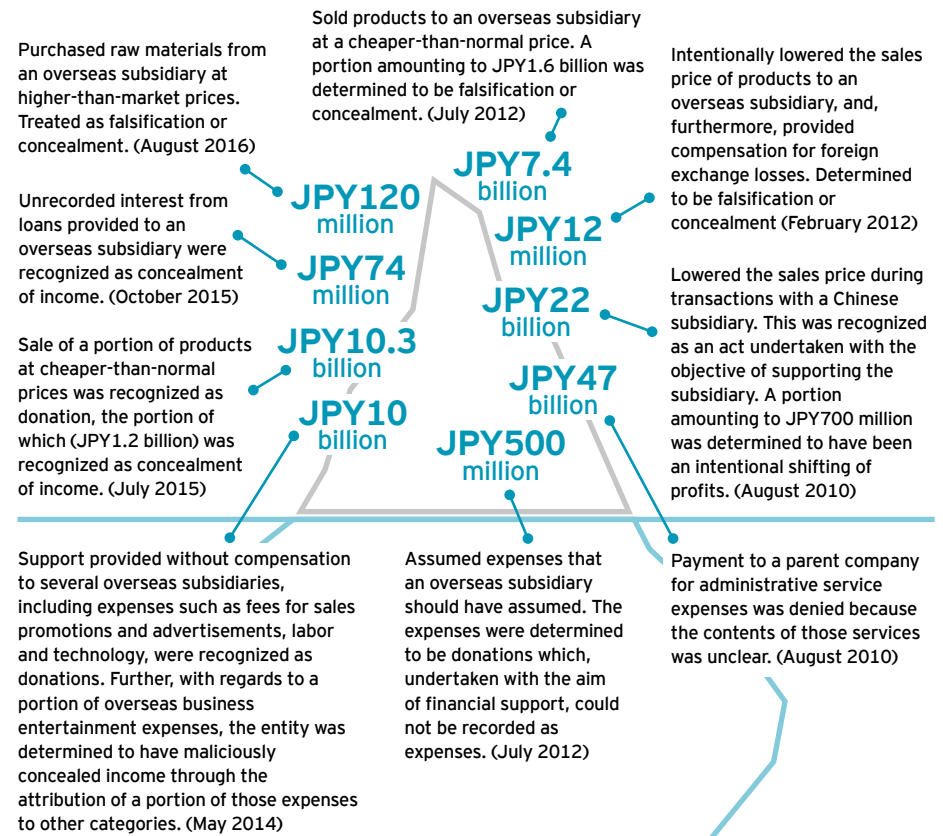 Purchased raw materials from
an overseas subsidiary at
higher-than-market prices.
Treated as falsification or
concealment. (August 2016)
JPY120
million
Unrecorded interest from
loans provided to an
overseas subsidiary were
recognized as concealment
of income. (October 2015)
JPY74
million
Sale of a portion of products
at cheaper-than-normal
prices was recognized as
donation, the portion of
which (JPY1.2 billion) was
recognized as concealment
of income. (July 2015)
JPY10.3
billion
JPY10
billion
Sold products to an overseas subsidiary
at a cheaper-than-normal price. A
portion amounting to JPY1.6 billion was
determined to be falsification or
concealment. (July 2012)
JPY7.4
billion
Intentionally lowered the sales
price of products to an
overseas subsidiary, and,
furthermore, provided
compensation for foreign
exchange losses. Determined
to be falsification or
concealment (February 2012)
JPY12
million
Lowered the sales price during
transactions with a Chinese
subsidiary. This was recognized
as an act undertaken with the
objective of supporting the
subsidiary. A portion
amounting to JPY700 million
was determined to have been
an intentional shifting of
profits. (August 2010)
JPY22
billion
JPY47
billion
JPY500
million
Support provided without compensation
to several overseas subsidiaries,
including expenses such as fees for sales
promotions and advertisements, labor
and technology, were recognized as
donations. Further, with regards to a
portion of overseas business
entertainment expenses, the entity was
determined to have maliciously
concealed income through the
attribution of a portion of those expenses
to other categories. (May 2014)
Assumed expenses that
an overseas subsidiary
should have assumed. The
expenses were determined
to be donations which,
undertaken with the aim
of financial support, could
not be recorded as
expenses. (July 2012)
Payment to a parent company
for administrative service
expenses was denied because
the contents of those services
was unclear. (August 2010)